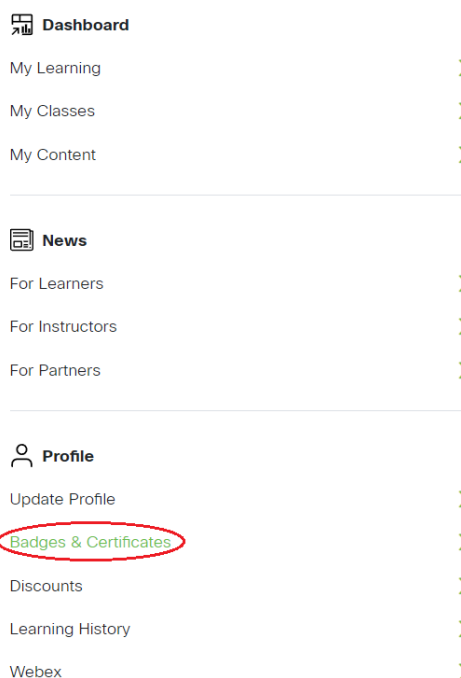 Dashboard
My Learning
My Classes
My Content
News
For Learners
For Instructors
For Partners
Profile
Update Profile
Badges & Certificates
Discounts
Learning History
Webex